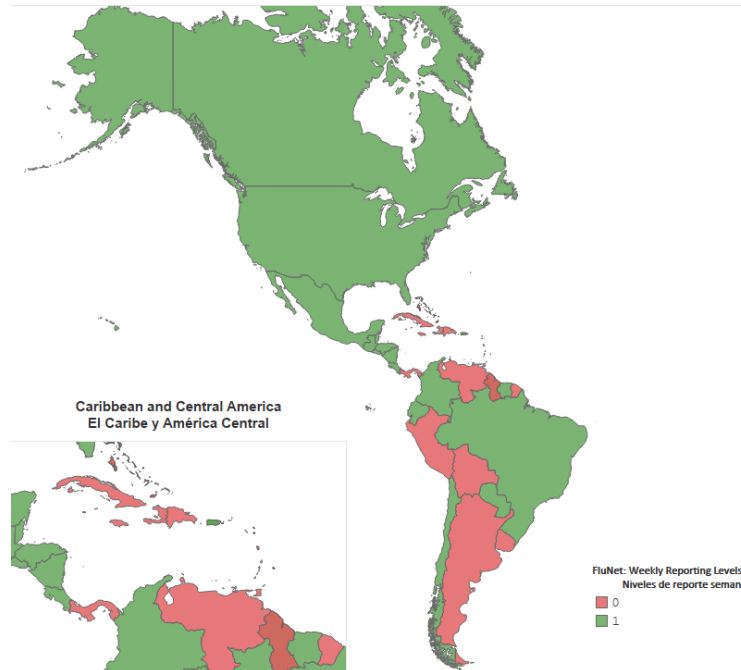 Caribbean and Central America
El Caribe y América Central
FluNet: Weekly Reporting Levels
Niveles de reporte seman
0
1